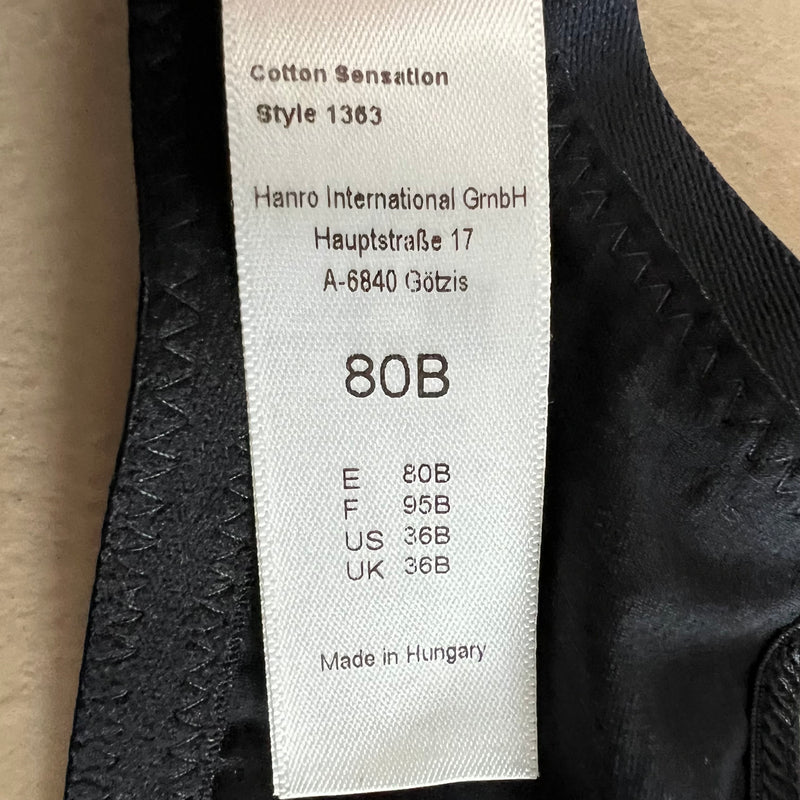 Cotton Sensation
Style 1363
Hanro International GmbH
Hauptstraße 17
A-6840 Götzis
80B
E 80B
F 95B
US 36B
UK 36B
Made in Hungary